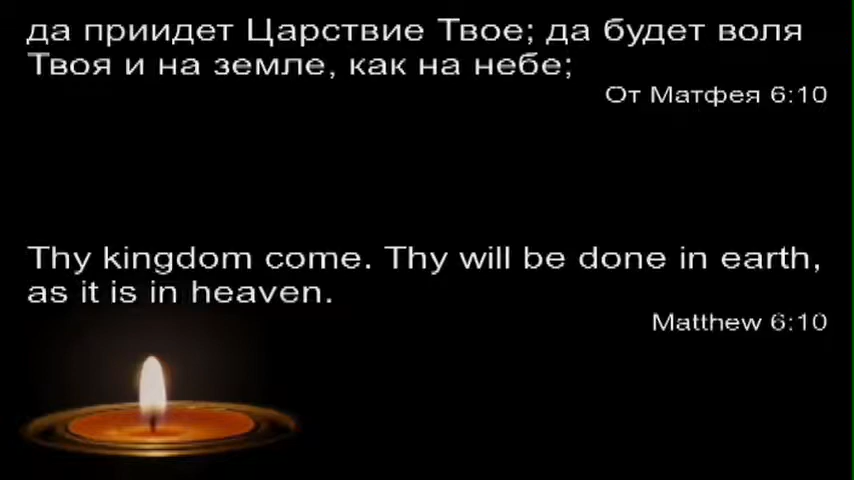 да приидет Царствие Твое; да будет воля
Твоя и на земле, как на небе;
От Матфея 6:10
Thy kingdom come. Thy will be done in earth,
as it is in heaven.
Matthew 6:10